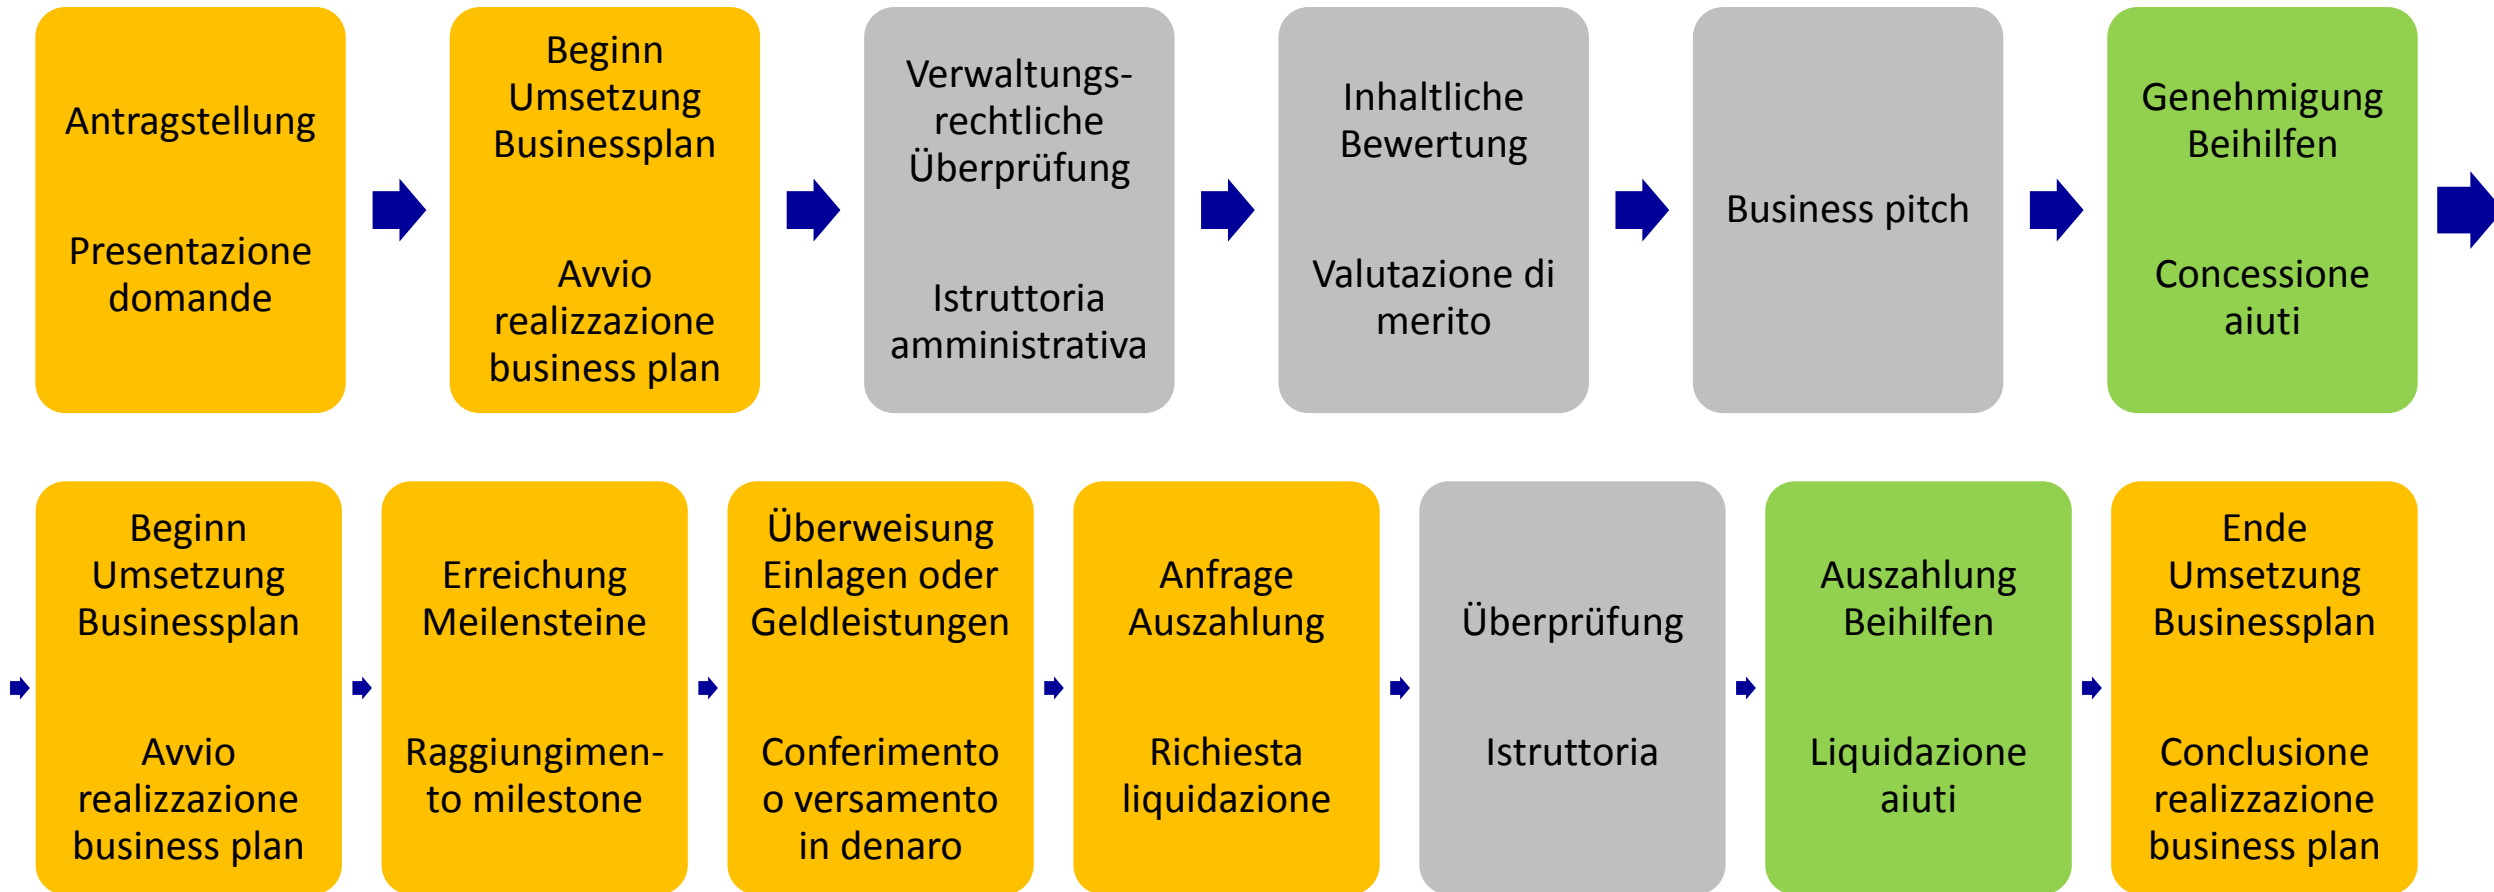 Antragstellung
Presentazione
domande
Beginn
Umsetzung
Businessplan
Avvio
realizzazione
business plan
Verwaltungs-
rechtliche
Überprüfung
Istruttoria
amministrativa
Inhaltliche
Bewertung
Valutazione di
merito
Business pitch
Genehmigung
Beihilfen
Concessione
aiuti
Beginn
Umsetzung
Businessplan
Avvio
realizzazione
business plan
Erreichung
Meilensteine
Raggiungimen-
to milestone
Überweisung
Einlagen oder
Geldleistungen
Conferimento
o versamento
in denaro
Anfrage
Auszahlung
Richiesta
liquidazione
Überprüfung
Istruttoria
Auszahlung
Beihilfen
Liquidazione
aiuti
Ende
Umsetzung
Businessplan
Conclusione
realizzazione
business plan